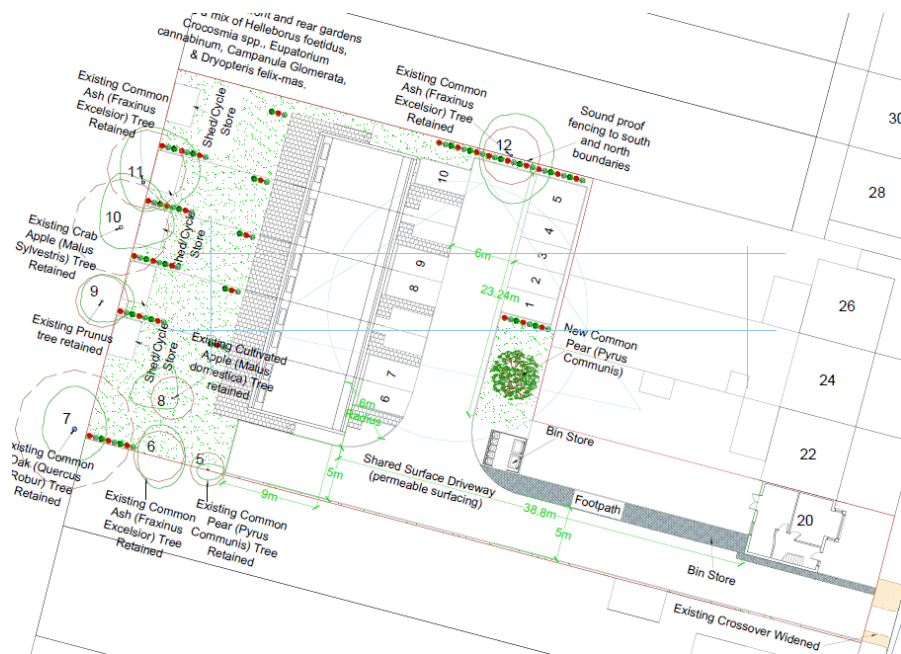 front and rear gardens
a mix of Helleborus foetidus,
Crocosmia spp., Eupatorium
cannabinum, Campanula Glomerata,
& Dryopteris felix-mas.
Existing Common
Ash (Fraxinus
Excelsior) Tree
Retained
Shed/Cycle
Store
Existing Common
Ash (Fraxinus
Excelsior) Tree
Retained
12
Sound proof
fencing to south
and north
boundaries
30
28
26
24
22
20
11
10
Existing Crab
Apple (Malus
Sylvestris) Tree
Retained
Shed/Cycle
Store
9
Existing Prunus
tree retained
Shed/Cycle
Store
Existing Cultivated
Apple (Malus
domestica) Tree
retained
8
7
Existing Common
Oak (Quercus
Robur) Tree
Retained
6
Existing Common
Ash (Fraxinus
Excelsior) Tree
Retained
5
Existing Common
Pear (Pyrus
Communis) Tree
Retained
10
9
8
7
6
5
4
3
2
1
6m
23.24m
New Common
Pear (Pyrus
Communis)
6m
Radius
Bin Store
Shared Surface Driveway
(permeable surfacing)
5m
9m
38.8m
Footpath
5m
Bin Store
Existing Crossover Widened